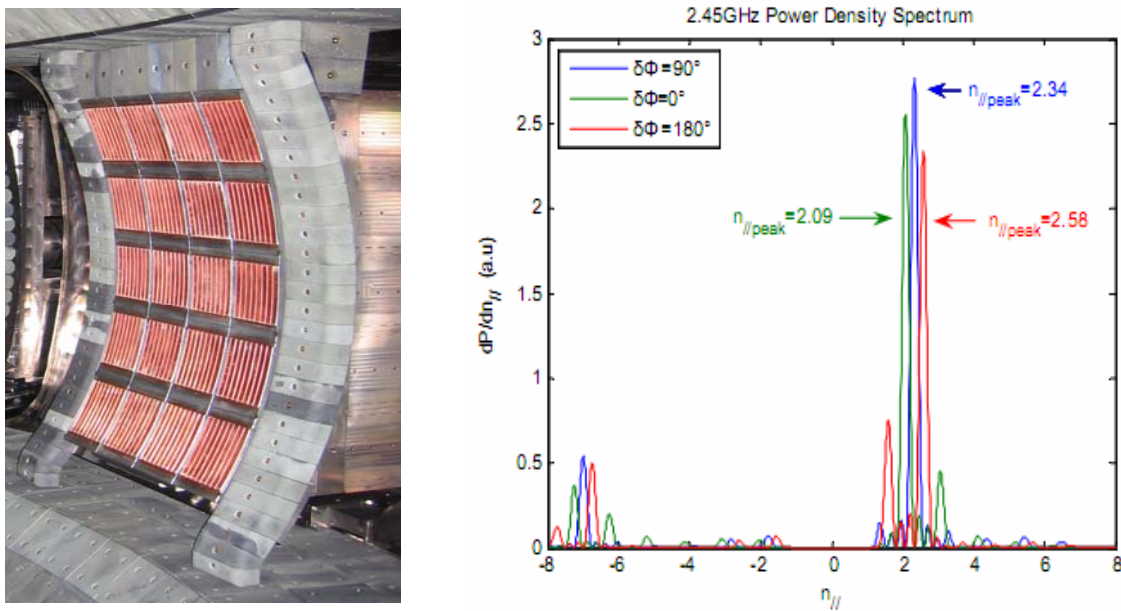 2.45GHz Power Density Spectrum
δΦ=90°
δΦ=0°
δΦ=180°
n//peak=2.34
n//peak=2.09
n//peak=2.58
3
2.5
2
1.5
1
0.5
0
dP/dn// (a.u)
-8 -6 -4 -2 0 2 4 6 8
n//